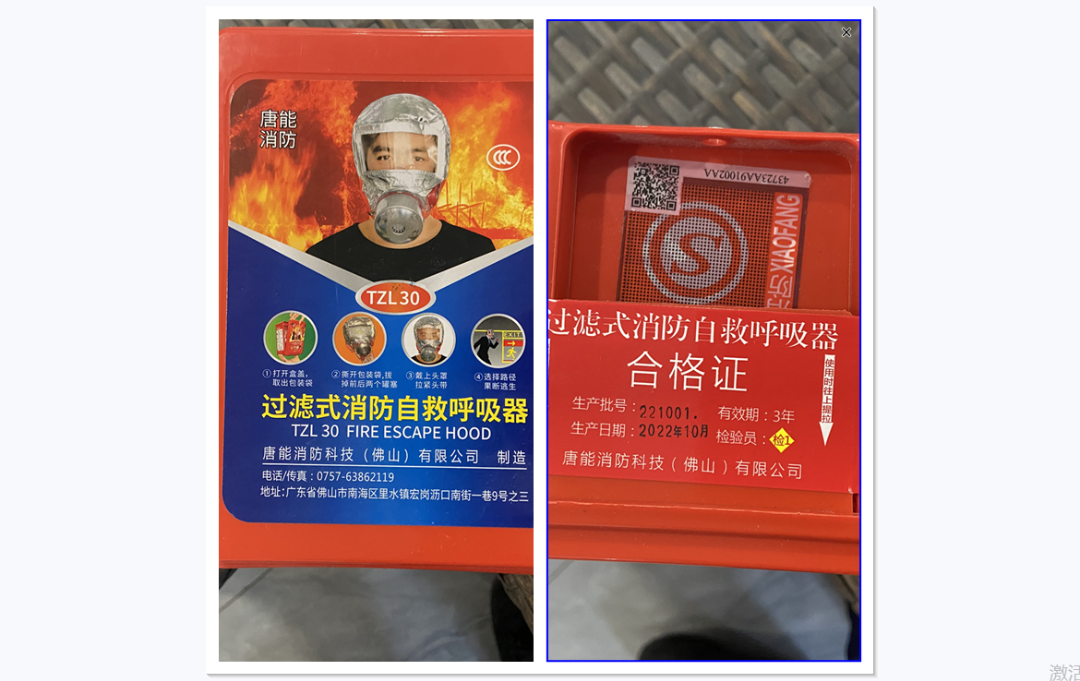 唐能
消防
CCC
TZL 30
①打开盒盖,
取出包装袋
②撕开包装袋,拔
掉前后两个罐塞
③戴上头罩
拉紧头带
④选择路径
果断逃生
EXIT
过滤式消防自救呼吸器
TZL 30 FIRE ESCAPE HOOD
唐能消防科技(佛山)有限公司 制造
电话/传真:0757-63862119
地址:广东省佛山市南海区里水镇宏岗沥口南街一巷9号之三
43723AA91002AA
S
XIAOFANG
过滤式消防自救呼吸器
合格证
使用时往上提拉
生产批号:221001. 有效期:3年
生产日期:2022年10月 检验员:检1
唐能消防科技(佛山)有限公司
激活